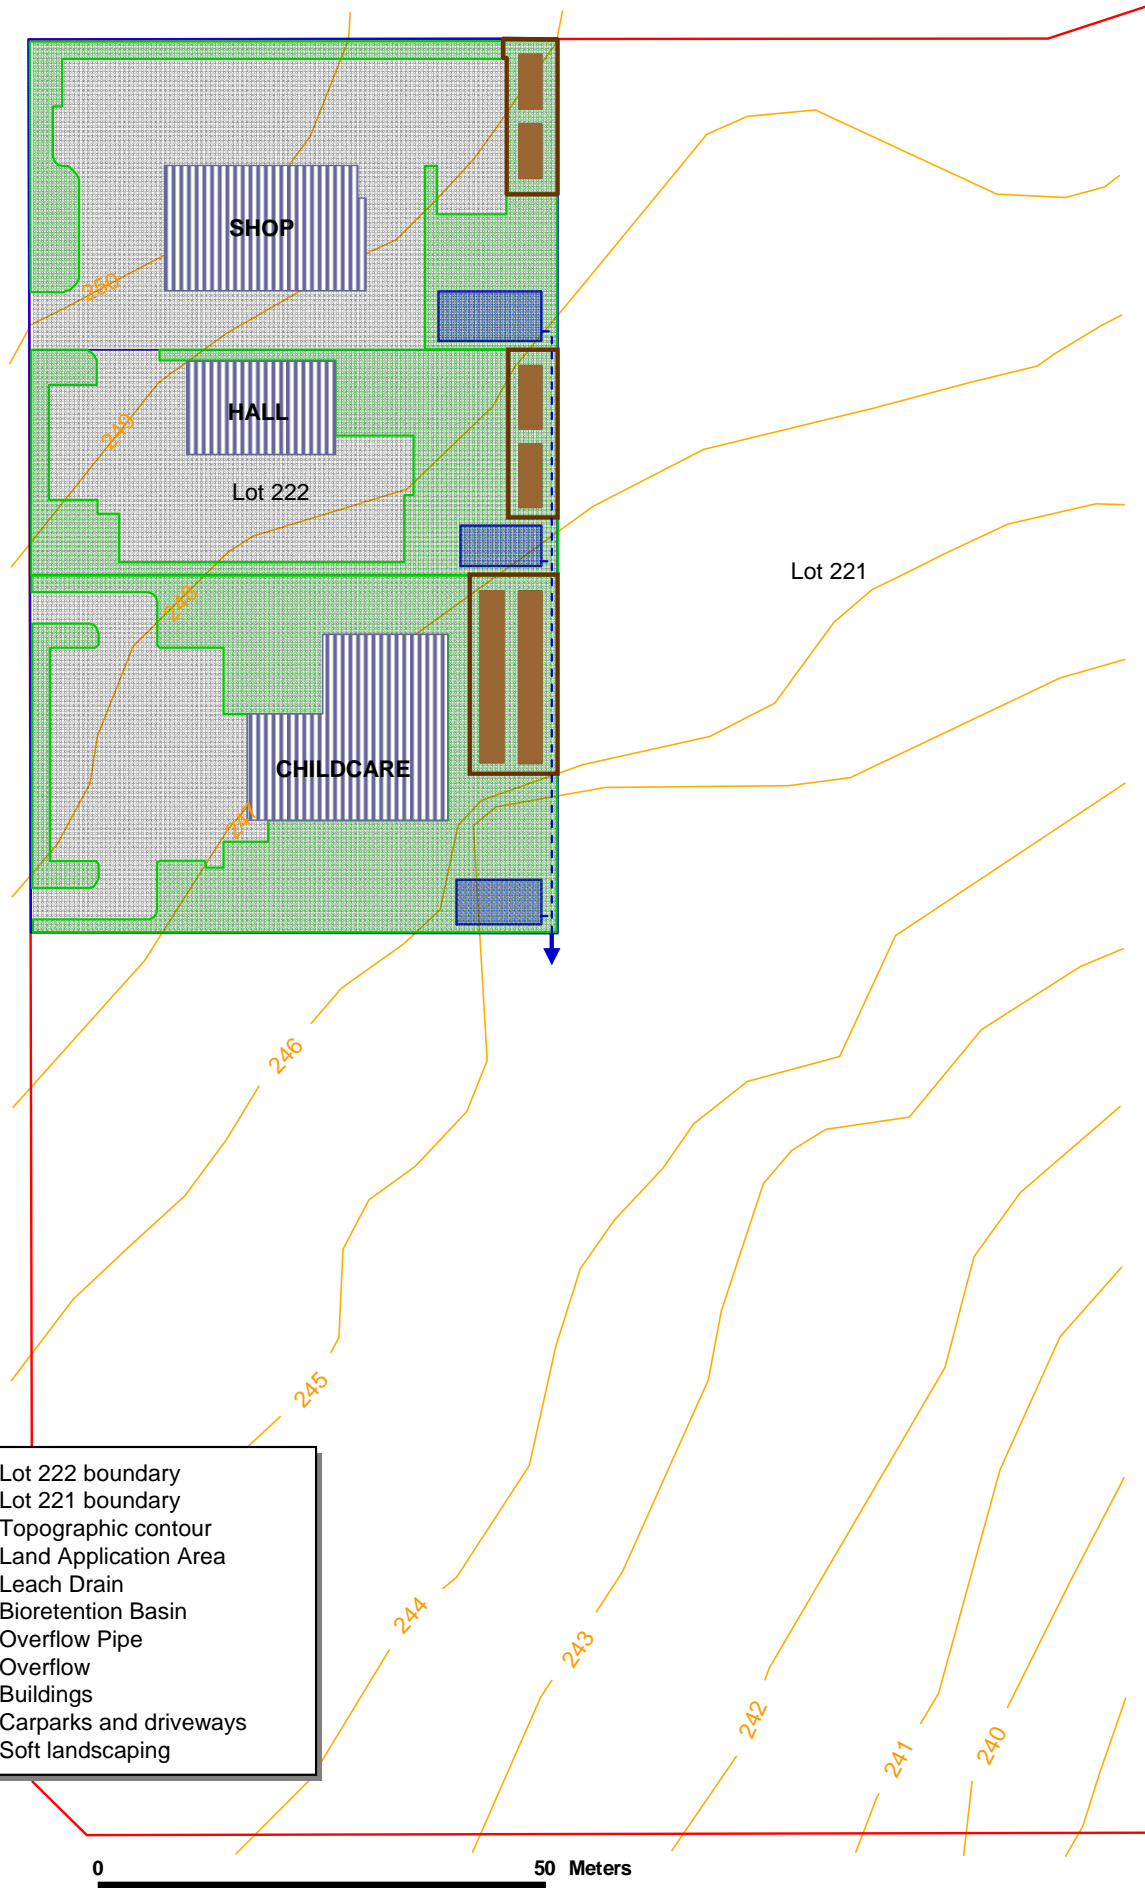 SHOP
250
HALL
249
Lot 222
Lot 221
248
CHILDCARE
247
246
245
Lot 222 boundary
Lot 221 boundary
Topographic contour
Land Application Area
Leach Drain
Bioretention Basin
Overflow Pipe
Overflow
Buildings
Carparks and driveways
Soft landscaping
244
243
242
241
240
0 50 Meters